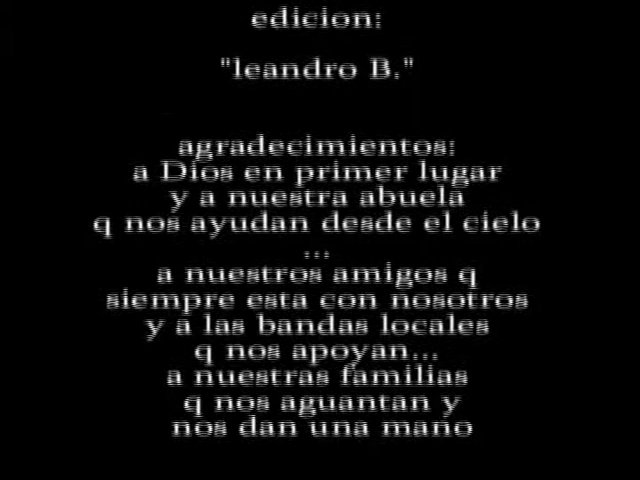 edicion:
"leandro B."
agradecimientos:
a Dios en primer lugar
y a nuestra abuela
q nos ayudan desde el cielo
...
a nuestros amigos q
siempre esta con nosotros
y a las bandas locales
q nos apoyan...
a nuestras familias
q nos aguantan y
nos dan una mano